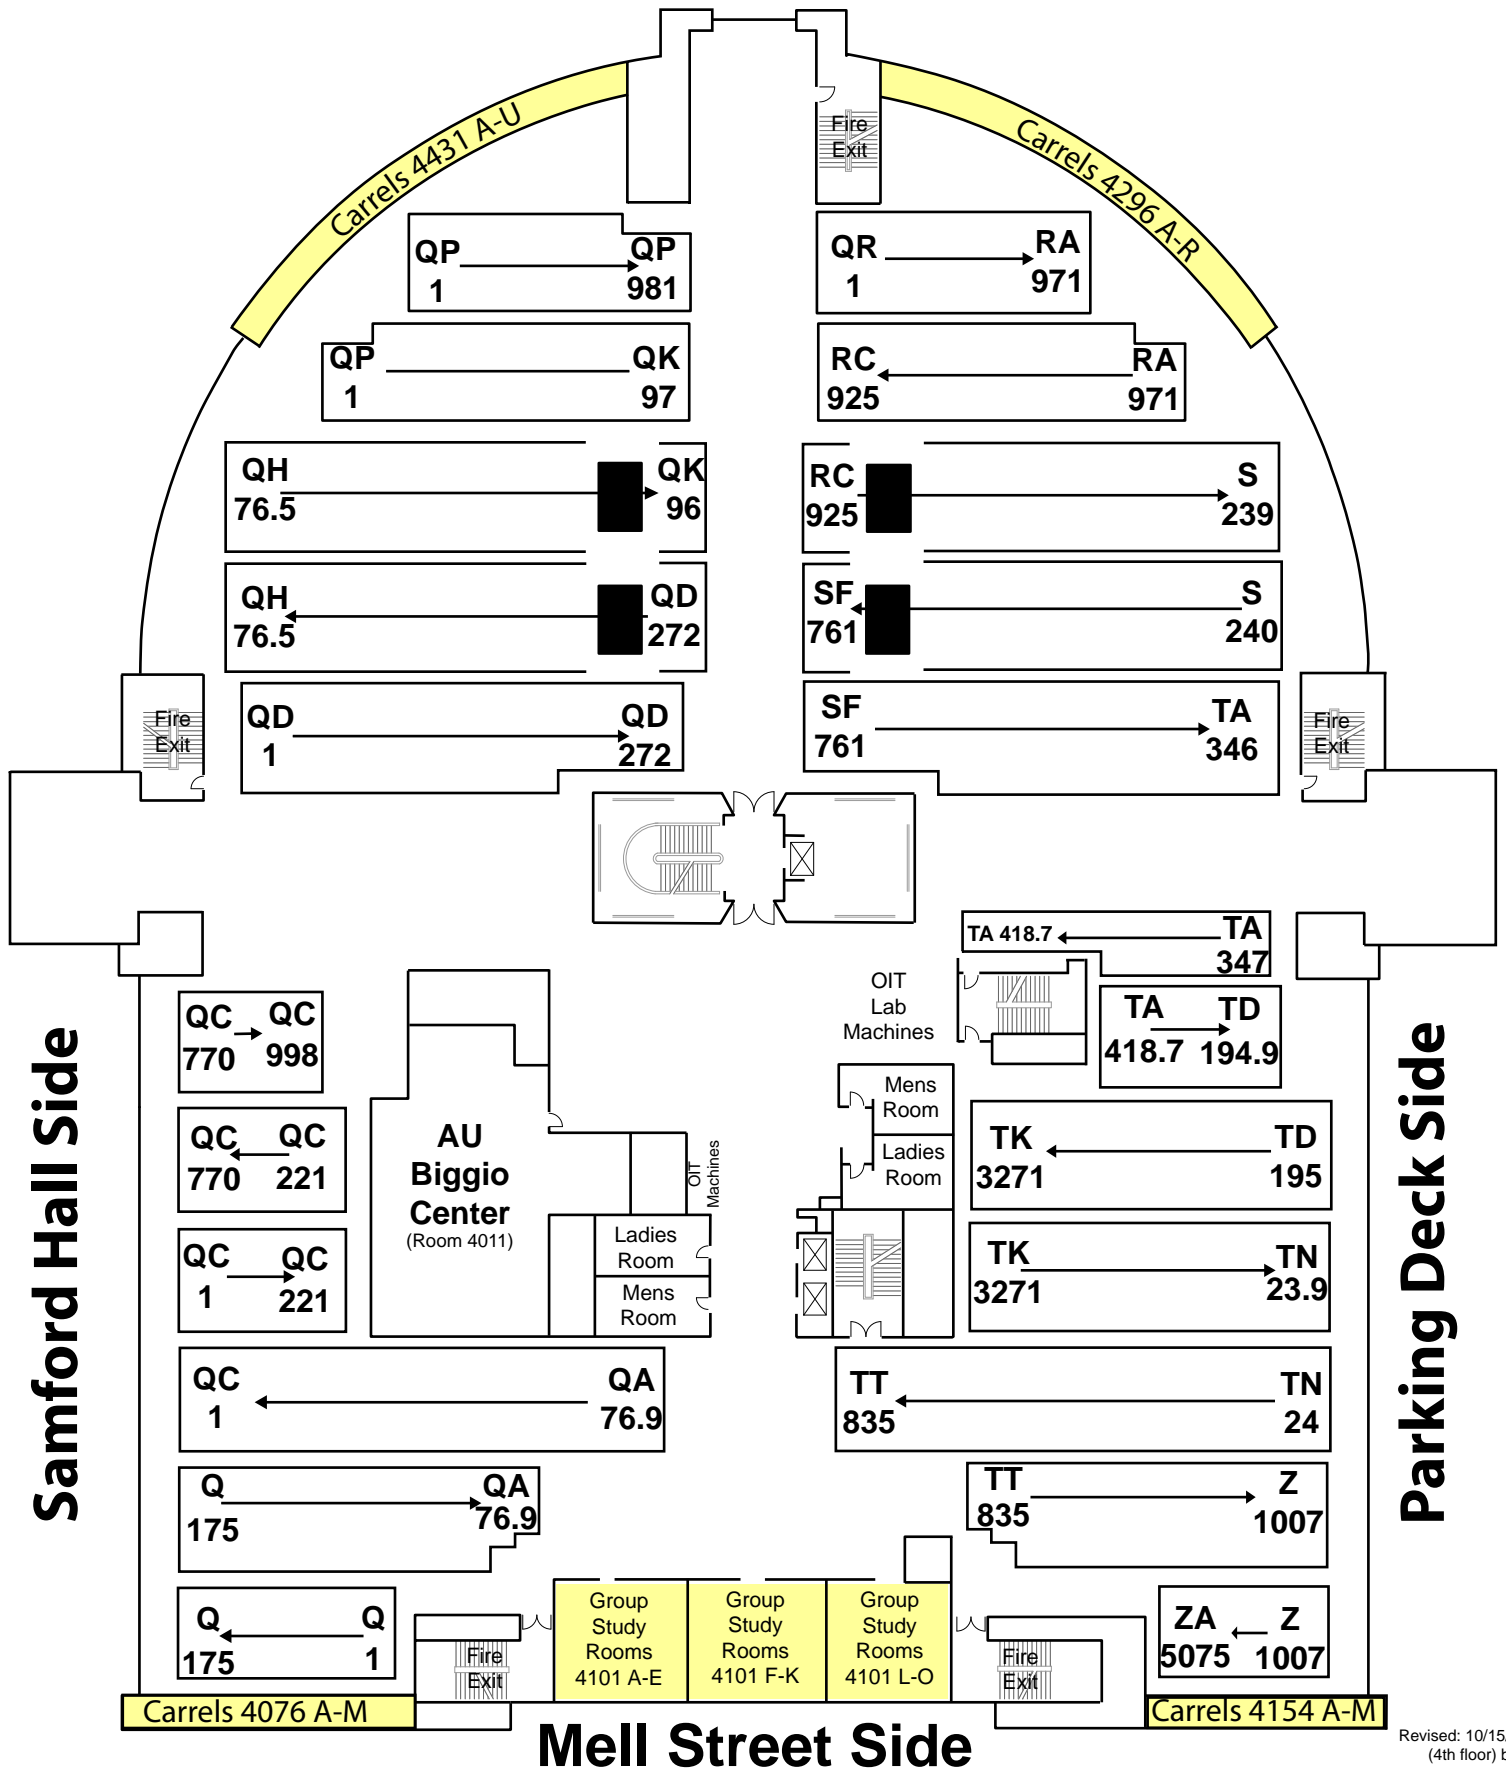 Carrels 4431 A-U
Carrels 4296 A-R
Fire
Exit
QP QP
1 981
QR RA
1 971
QP QK
1 97
RC RA
925 971
QH QK
76.5 96
RC S
925 239
QH QD
76.5 272
SF S
761 240
QD QD
1 272
SF TA
761 346
Fire
Exit
Fire
Exit
TA 418.7 TA
347
OIT
Lab
Machines
QC QC
770 998
TA TD
418.7 194.9
Mens
Room
Ladies
Room
QC QC
770 221
AU
Biggio
Center
(Room 4011)
OIT
Machines
TK TD
3271 195
QC QC
1 221
Ladies
Room
Mens
Room
TK TN
3271 23.9
QC QA
1 76.9
TT TN
835 24
Q QA
175 76.9
TT Z
835 1007
Q Q
175 1
Fire
Exit
Group
Study
Rooms
4101 A-E
Group
Study
Rooms
4101 F-K
Group
Study
Rooms
4101 L-O
Fire
Exit
ZA Z
5075 1007
Carrels 4076 A-M
Carrels 4154 A-M
Samford Hall Side
Parking Deck Side
Mell Street Side
Revised: 10/15
(4th floor)